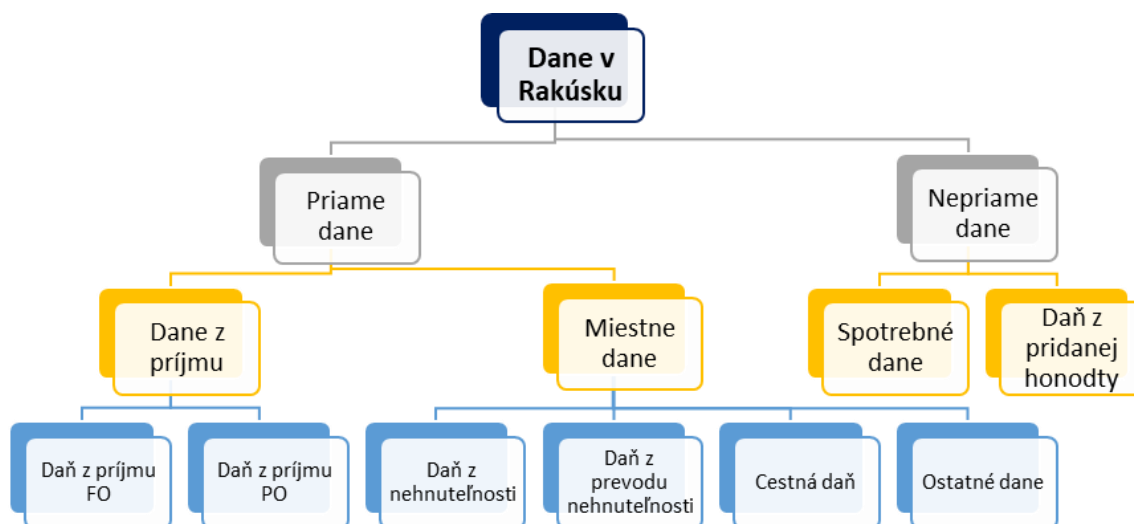 Dane v
Rakúsku
Priame
dane
Nepriame
dane
Dane z
príjmu
Miestne
dane
Spotrebné
dane
Daň z
pridanej
honodty
Daň z príjmu
FO
Daň z príjmu
PO
Daň z
nehnuteľnosti
Daň z
prevodu
nehnuteľnosti
Cestná daň
Ostatné dane